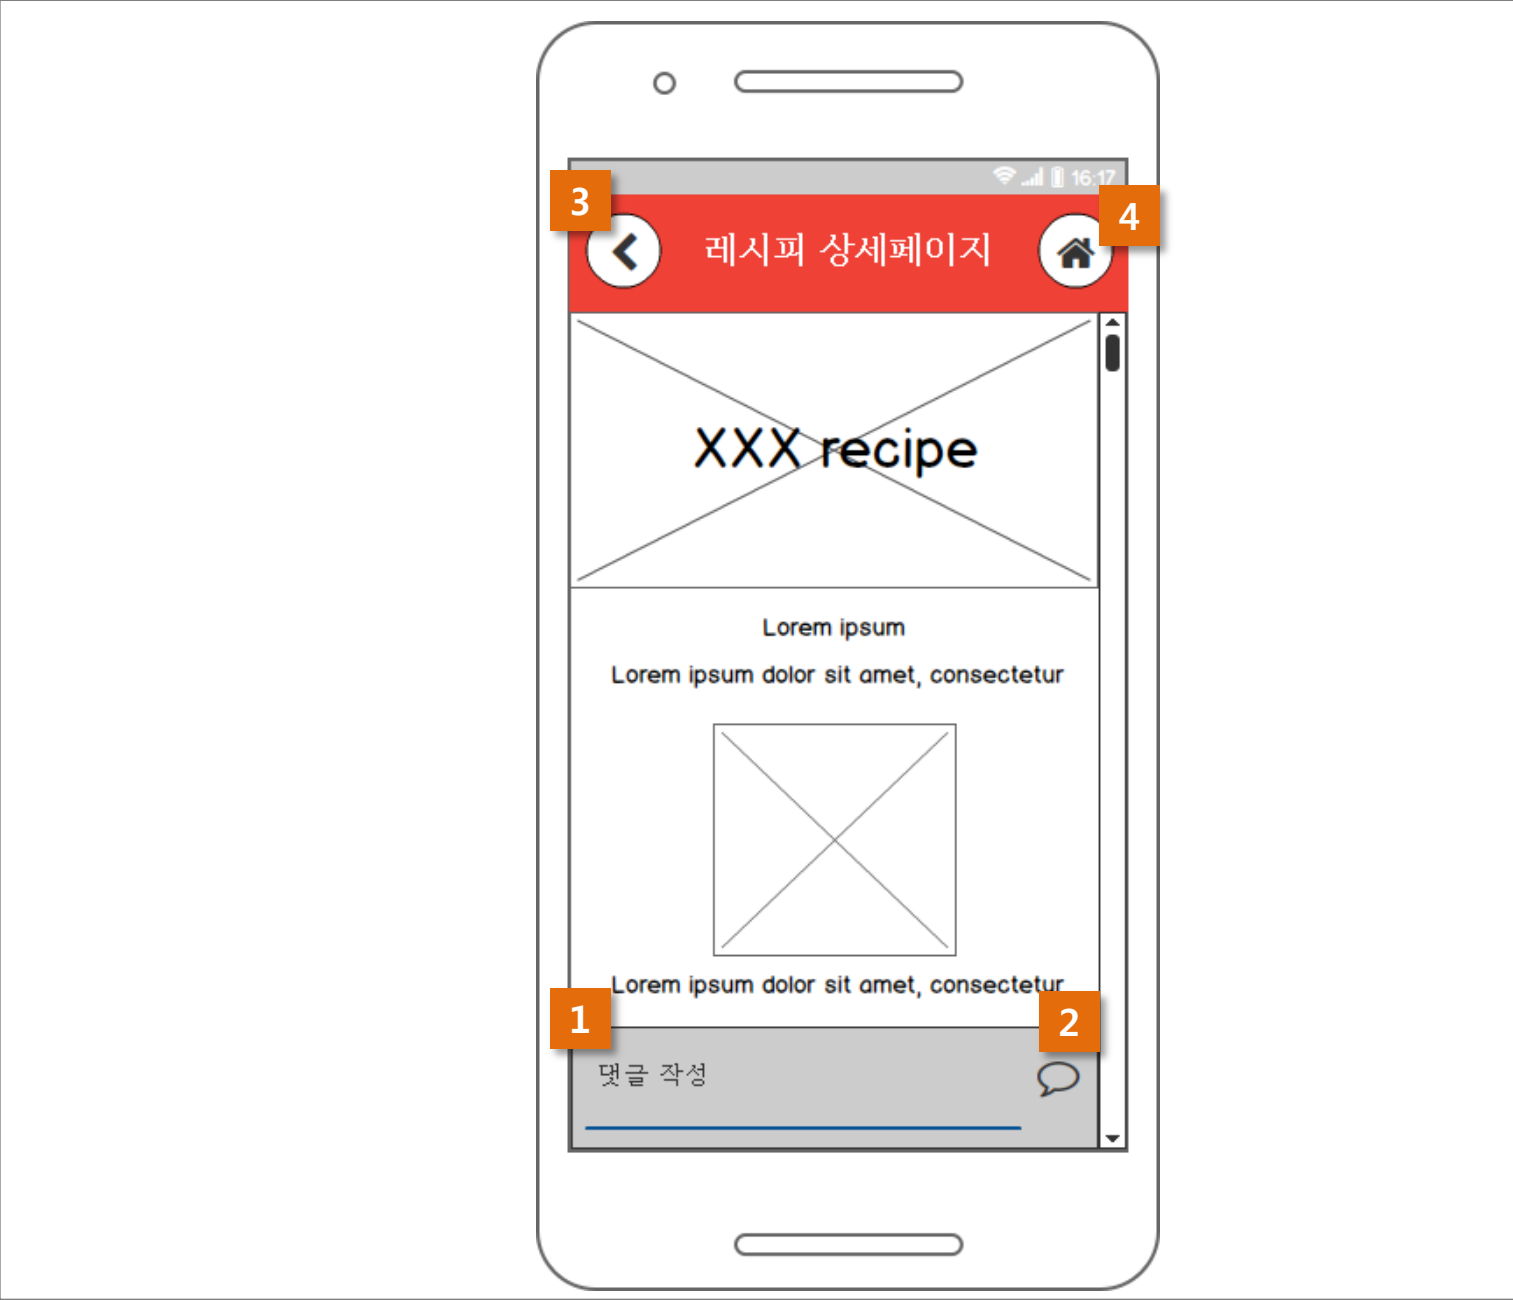 16:17
3
4
레시피 상세페이지
XXX recipe
Lorem ipsum
Lorem ipsum dolor sit amet, consectetur
Lorem ipsum dolor sit amet, consectetur
1
2
댓글 작성